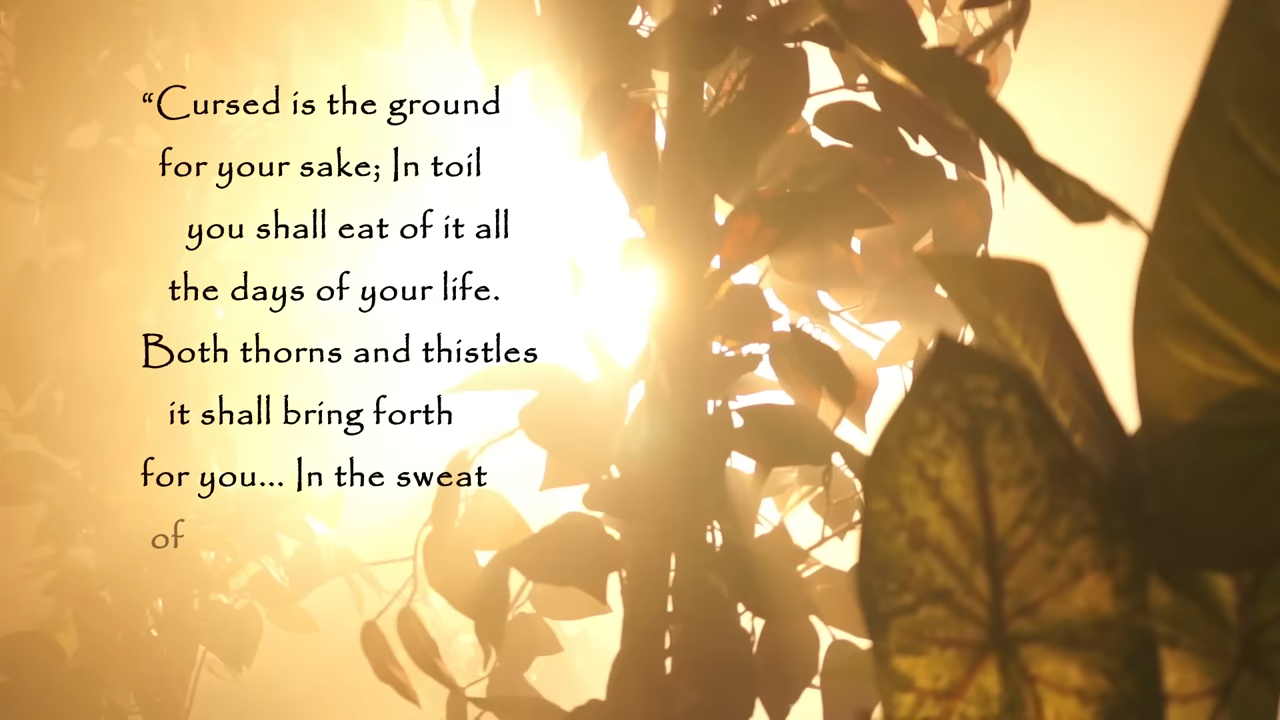 “Cursed is the ground
for your sake; In toil
you shall eat of it all
the days of your life.
Both thorns and thistles
it shall bring forth
for you... In the sweat
of